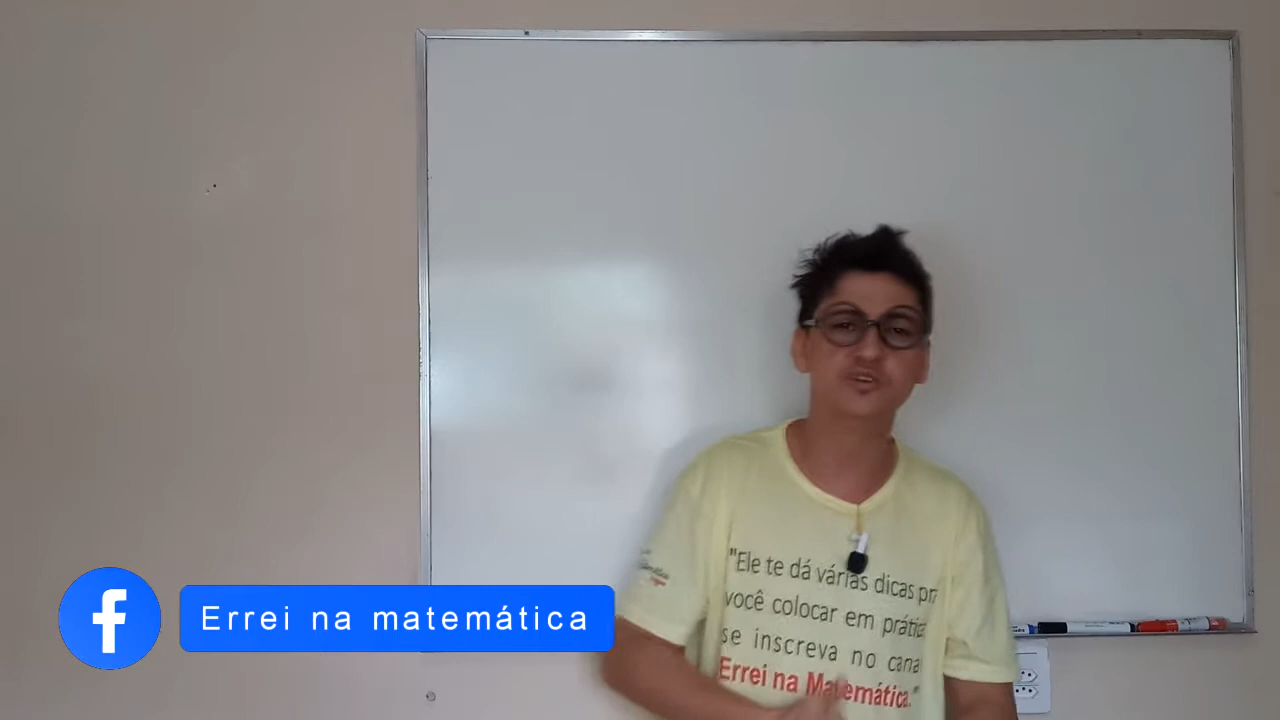 "Ele te dá várias dicas pr
você colocar em prátic
se inscreva no cana
Errei na Matemática."
Errei na matemática